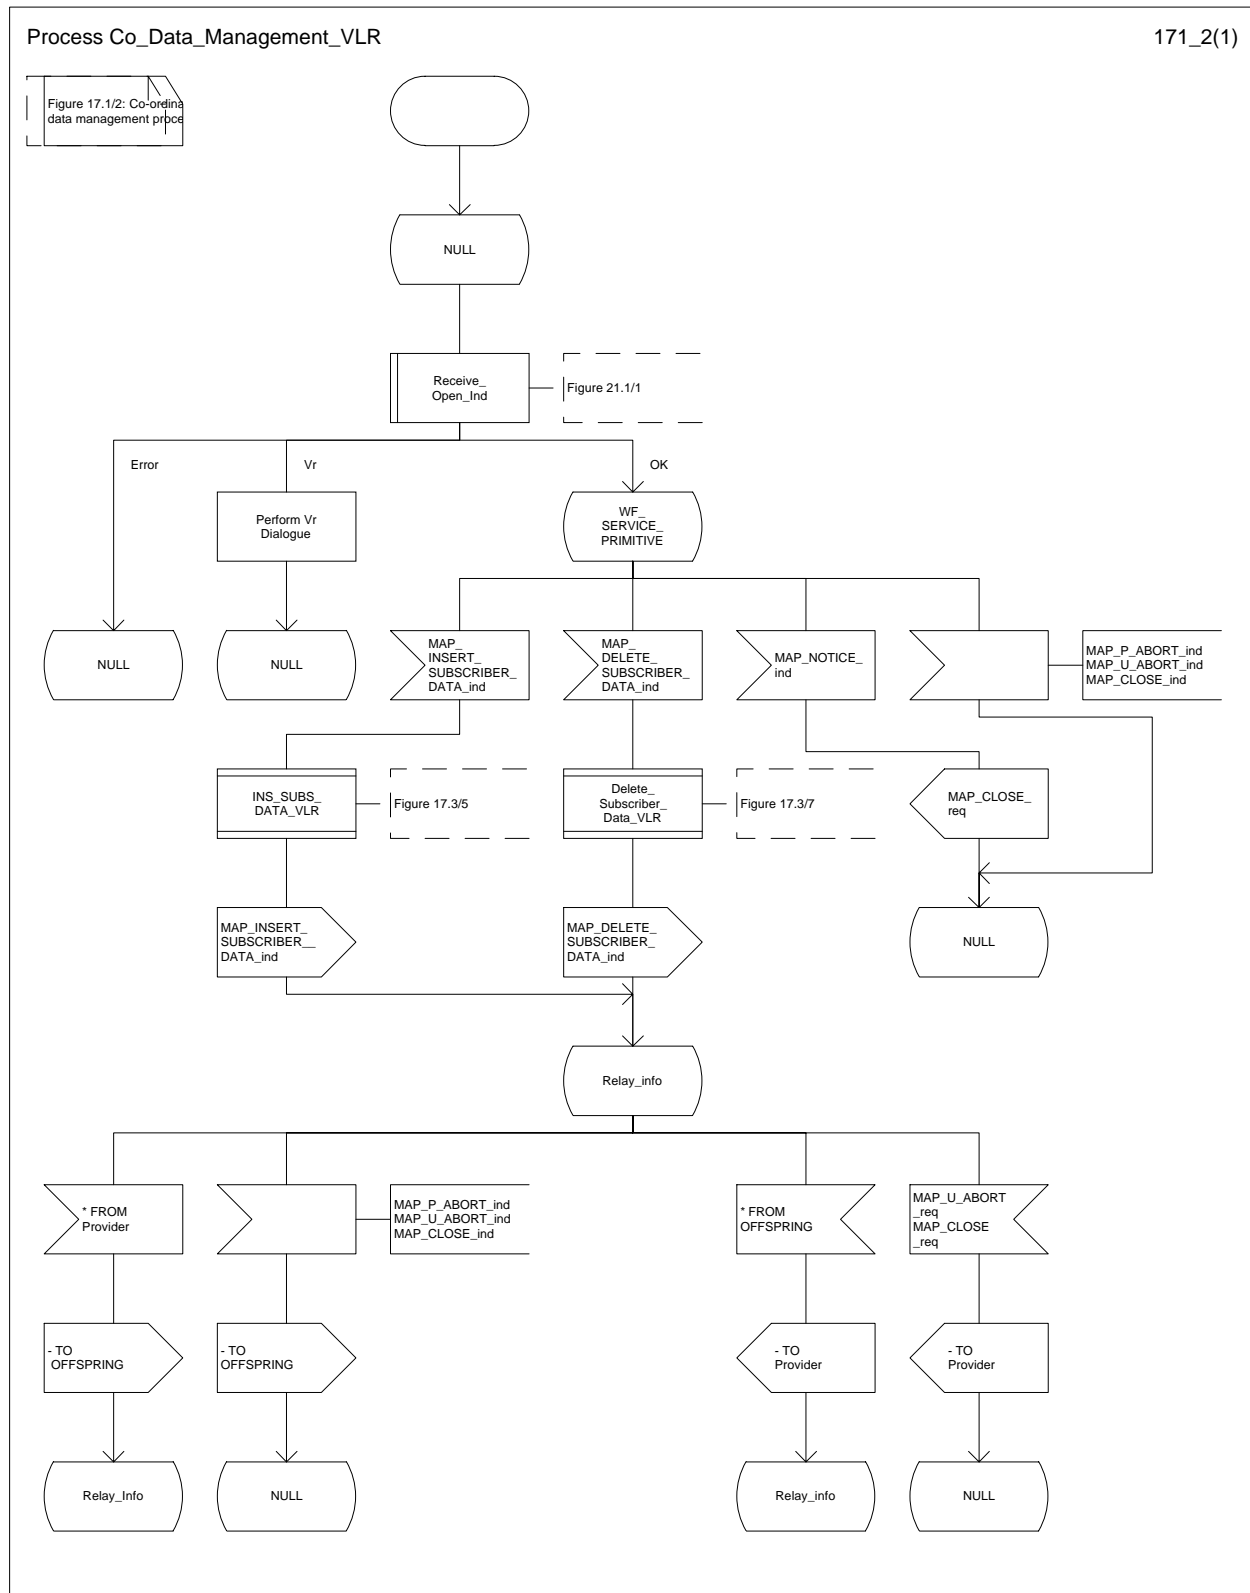 Process Co_Data_Management_VLR
171_2(1)
Figure 17.1/2: Co-ordina
data management proce
NULL
Receive_
Open_Ind
Figure 21.1/1
Error
Vr
OK
Perform Vr
Dialogue
WF_
SERVICE_
PRIMITIVE
NULL
NULL
MAP_
INSERT_
SUBSCRIBER_
DATA_ind
MAP_
DELETE_
SUBSCRIBER_
DATA_ind
MAP_NOTICE_
ind
MAP_P_ABORT_ind
MAP_U_ABORT_ind
MAP_CLOSE_ind
INS_SUBS_
DATA_VLR
Figure 17.3/5
Delete_
Subscriber_
Data_VLR
Figure 17.3/7
MAP_CLOSE_
req
MAP_INSERT_
SUBSCRIBER__
DATA_ind
MAP_DELETE_
SUBSCRIBER_
DATA_ind
NULL
Relay_info
* FROM
Provider
MAP_P_ABORT_ind
MAP_U_ABORT_ind
MAP_CLOSE_ind
* FROM
OFFSPRING
MAP_U_ABORT
_req
MAP_CLOSE
_req
- TO
OFFSPRING
- TO
OFFSPRING
- TO
Provider
- TO
Provider
Relay_Info
NULL
Relay_info
NULL